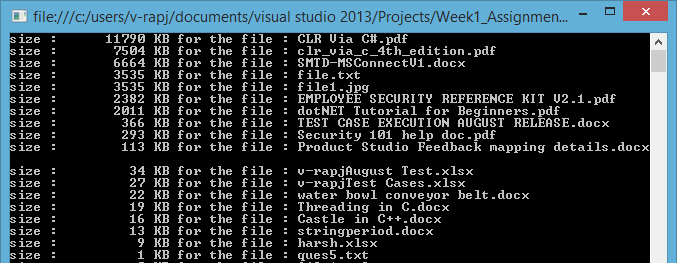 file:///c:/users/v-rapj/documents/visual studio 2013/Projects/Week1_Assignmen...
size :      11790 KB for the file : CLR Via C#.pdf
size :       7504 KB for the file : clr_via_c_4th_edition.pdf
size :       6664 KB for the file : SMTD-MSConnectV1.docx
size :       3535 KB for the file : file.txt
size :       3535 KB for the file : file1.jpg
size :       2382 KB for the file : EMPLOYEE SECURITY REFERENCE KIT V2.1.pdf
size :       2011 KB for the file : dotNET Tutorial for Beginners.pdf
size :        366 KB for the file : TEST CASE EXECUTION AUGUST RELEASE.docx
size :        293 KB for the file : Security 101 help doc.pdf
size :        113 KB for the file : Product Studio Feedback mapping details.docx
size :         34 KB for the file : v-rapjAugust Test.xlsx
size :         27 KB for the file : v-rapjTest Cases.xlsx
size :         22 KB for the file : water bowl conveyor belt.docx
size :         19 KB for the file : Threading in C.docx
size :         16 KB for the file : Castle in C++.docx
size :         13 KB for the file : stringperiod.docx
size :          9 KB for the file : harsh.xlsx
size :          1 KB for the file : ques5.txt